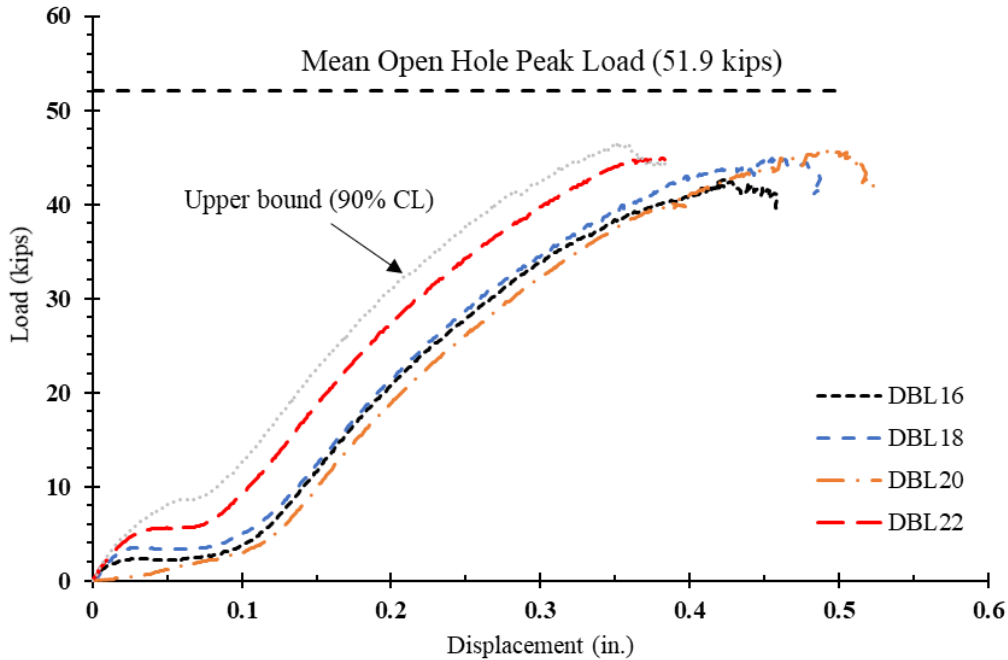 60
Mean Open Hole Peak Load (51.9 kips)
50
40
Upper bound (90% CL)
30
20
10
0
Load (kips)
DBL16
DBL18
DBL20
DBL22
0 0.1 0.2 0.3 0.4 0.5 0.6
Displacement (in.)